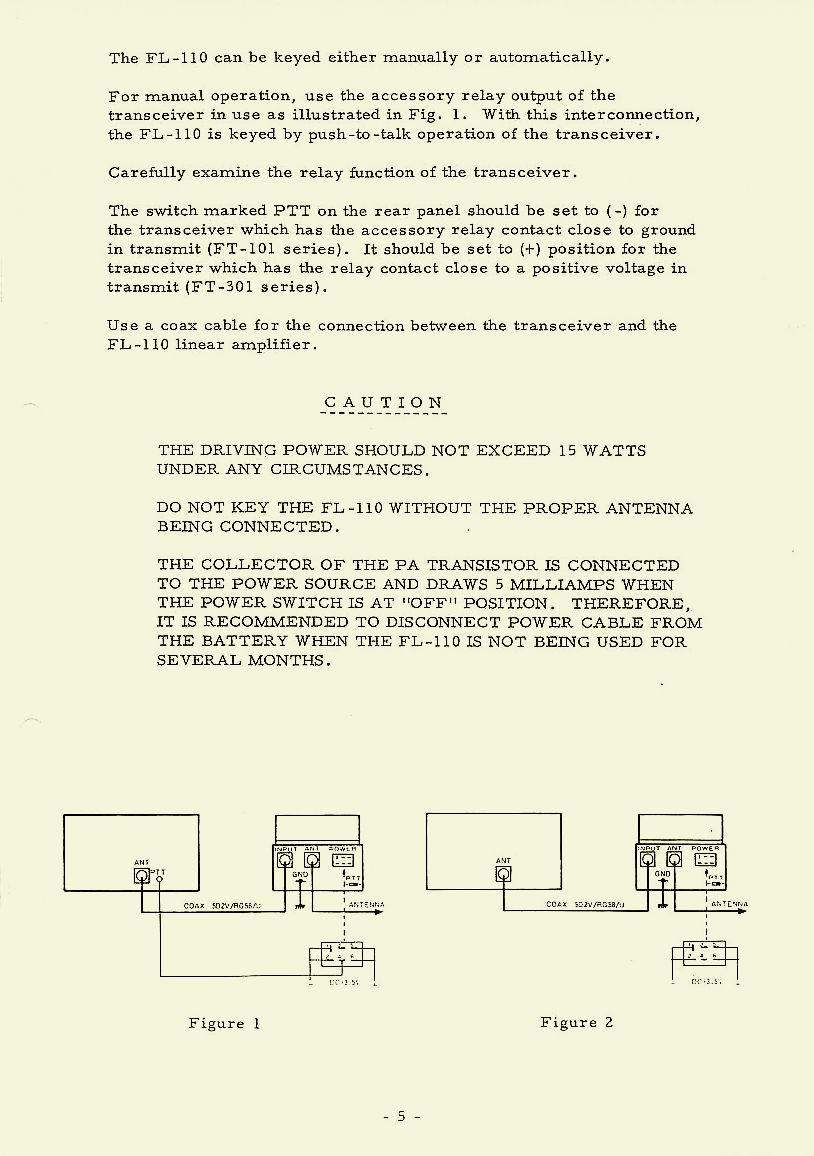 The FL-110 can be keyed either manually or automatically.
For manual operation, use the accessory relay output of the
transceiver in use as illustrated in Fig. 1. With this interconnection,
the FL-110 is keyed by push-to-talk operation of the transceiver.
Carefully examine the relay function of the transceiver.
The switch marked PTT on the rear panel should be set to (-) for
the transceiver which has the accessory relay contact close to ground
in transmit (FT-101 series). It should be set to (+) position for the
transceiver which has the relay contact close to a positive voltage in
transmit (FT-301 series).
Use a coax cable for the connection between the transceiver and the
FL-110 linear amplifier.
CAUTION
THE DRIVING POWER SHOULD NOT EXCEED 15 WATTS
UNDER ANY CIRCUMSTANCES.
DO NOT KEY THE FL-110 WITHOUT THE PROPER ANTENNA
BEING CONNECTED.
THE COLLECTOR OF THE PA TRANSISTOR IS CONNECTED
TO THE POWER SOURCE AND DRAWS 5 MILLIAMPS WHEN
THE POWER SWITCH IS AT "OFF" POSITION. THEREFORE,
IT IS RECOMMENDED TO DISCONNECT POWER CABLE FROM
THE BATTERY WHEN THE FL-110 IS NOT BEING USED FOR
SEVERAL MONTHS.
ANT
PTT
INPUT ANT POWER
GND
PTT
COAX 5D2V/RG58/U
ANTENNA
Figure 1
ANT
INPUT ANT POWER
GND
PTT
COAX 5D2V/RG58/U
ANTENNA
Figure 2
- 5 -